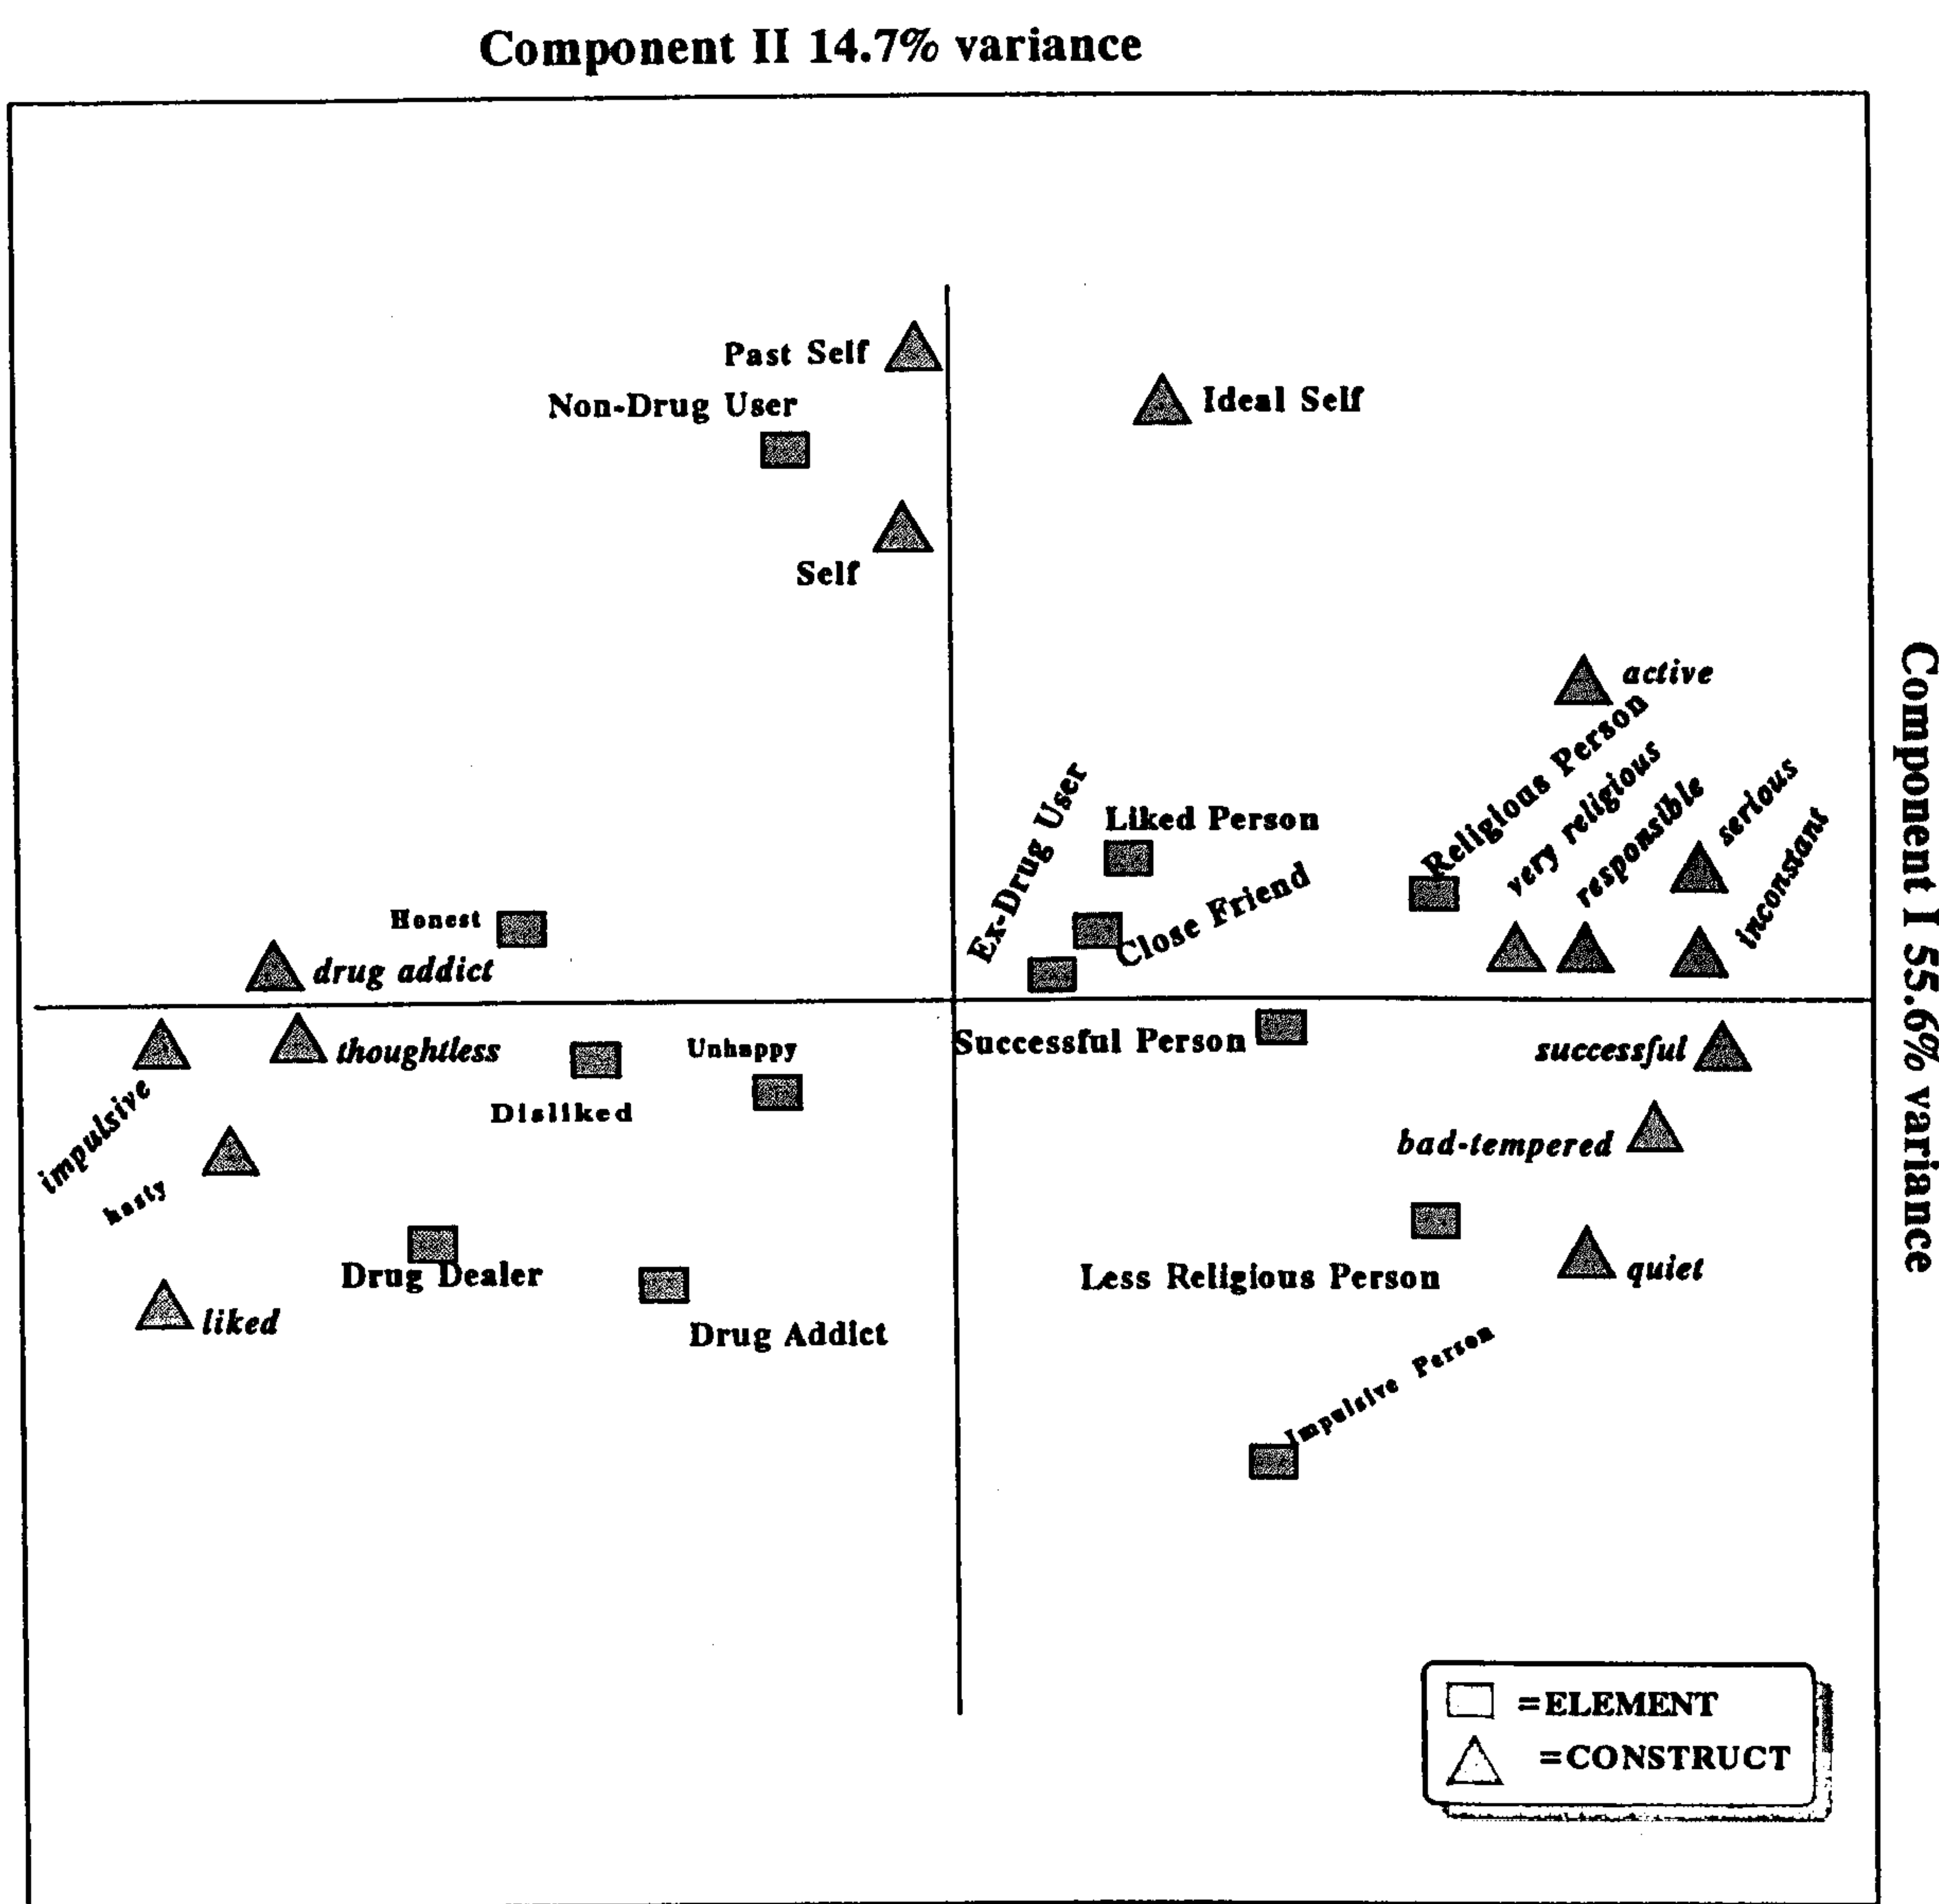 Component II 14.7% variance
Past Self
Non-Drug User
Ideal Self
Self
active
Religious Person
very religious
responsible
serious
inconstant
Ex-Drug User
Liked Person
Close Friend
Honest
drug addict
Component I 55.6% variance
thoughtless
Unhappy
Successful Person
successful
impulsive
Disliked
bad-tempered
hasty
Drug Dealer
Less Religious Person
quiet
liked
Drug Addict
Impulsive Person
=ELEMENT
=CONSTRUCT